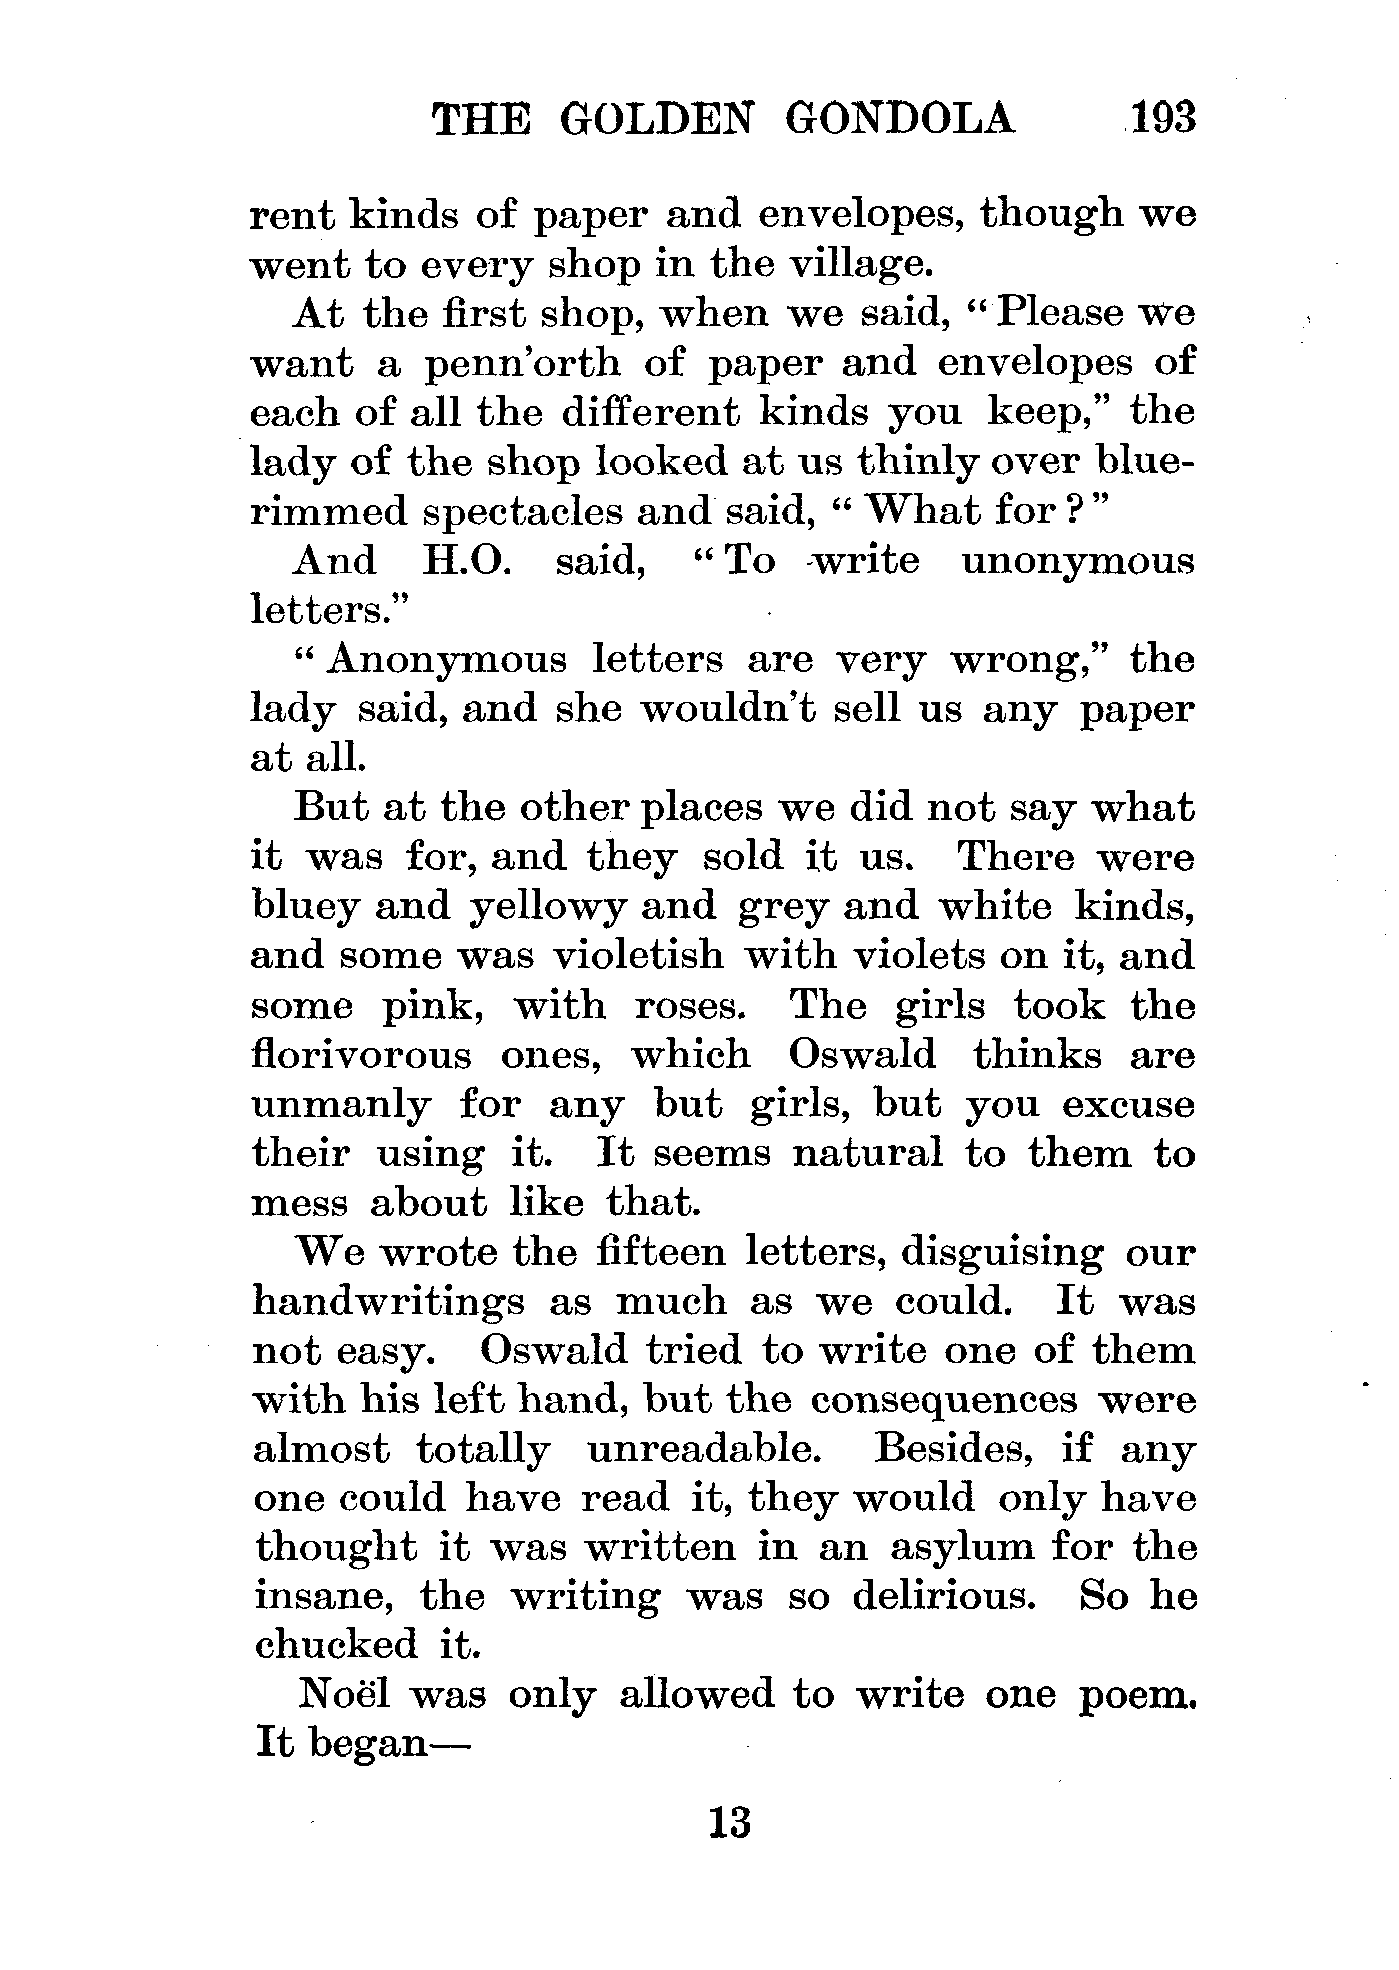 THE GOLDEN GONDOLA 193
rent kinds of paper and envelopes, though we
went to every shop in the village.
At the first shop, when we said, “Please we
want a penn’orth of paper and envelopes of
each of all the different kinds you keep,” the
lady of the shop looked at us thinly over blue-
rimmed spectacles and said, “What for?”
And H.O. said, “To write unonymous
letters.”
“Anonymous letters are very wrong,” the
lady said, and she wouldn’t sell us any paper
at all.
But at the other places we did not say what
it was for, and they sold it us. There were
bluey and yellowy and grey and white kinds,
and some was violetish with violets on it, and
some pink, with roses. The girls took the
florivorous ones, which Oswald thinks are
unmanly for any but girls, but you excuse
their using it. It seems natural to them to
mess about like that.
We wrote the fifteen letters, disguising our
handwritings as much as we could. It was
not easy. Oswald tried to write one of them
with his left hand, but the consequences were
almost totally unreadable. Besides, if any
one could have read it, they would only have
thought it was written in an asylum for the
insane, the writing was so delirious. So he
chucked it.
Noël was only allowed to write one poem.
It began—
13